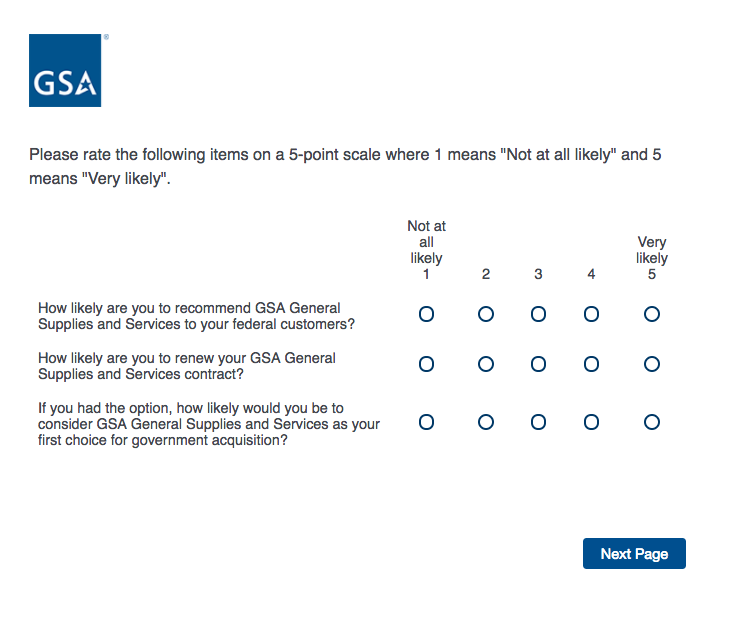 GSA®
Please rate the following items on a 5-point scale where 1 means "Not at all likely" and 5
means "Very likely".
Not at
all
likely
1
2
3
4
Very
likely
5
How likely are you to recommend GSA General
Supplies and Services to your federal customers?
How likely are you to renew your GSA General
Supplies and Services contract?
If you had the option, how likely would you be to
consider GSA General Supplies and Services as your
first choice for government acquisition?
Next Page